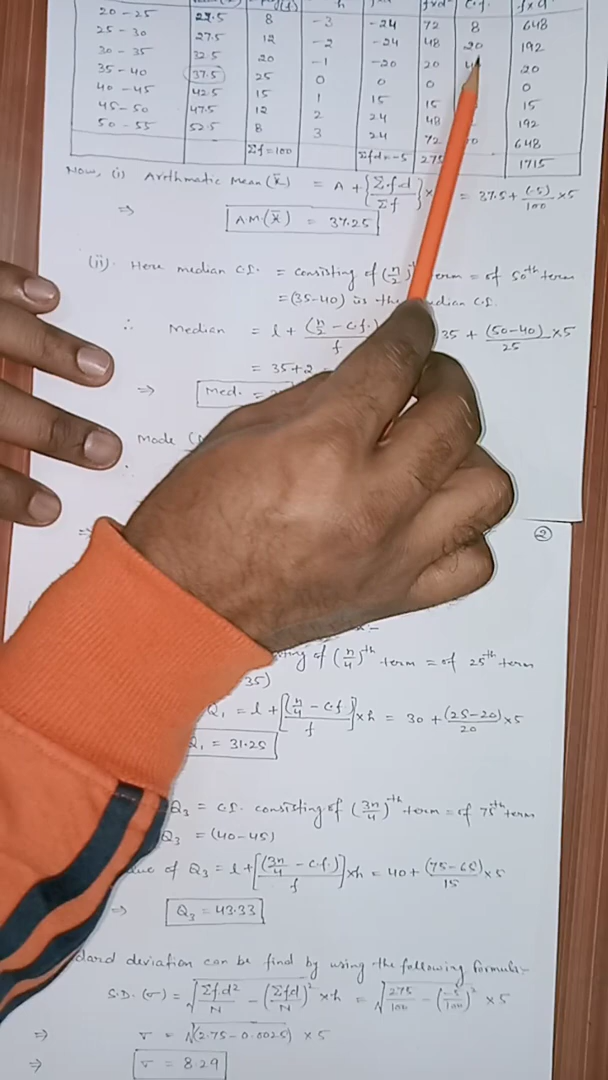 20 - 25 22.5 8 -3 -24 72 8 648
25 - 30 27.5 12 -2 -24 48 20 192
30 - 35 32.5 20 -1 -20 20 20
35 - 40 37.5 25 0 0 0 0
40 - 45 42.5 15 1 15 15 15
45 - 50 47.5 12 2 24 48 192
50 - 55 52.5 8 3 24 72 648
Σf = 100 Σfd = -5 275 1715
Now, (i) Arithmatic Mean (x̄) = A + {Σfd/Σf} × = 37.5 + (-5)/100 × 5
⇒ A.M.(x̄) = 37.25
(ii). Here median C.I. = consisting of (n/2)th term = of 50th term
= (35-40) is the median C.I.
∴ Median = l + (n/2 - c.f.)/f 35 + (50-40)/25 × 5
= 35 + 2
⇒ Med. =
Mode
②
of (n/4)th term = of 25th term
35)
Q₁ = l + [(n/4 - c.f)/f] × h = 30 + (25-20)/20 × 5
Q₁ = 31.25
Q₃ = C.I. consisting of (3n/4)th term = of 75th term
Q₃ = (40-45)
of Q₃ = l + [(3n/4 - c.f.)/f] × h = 40 + (75-65)/15 × 5
⇒ Q₃ = 43.33
deviation can be find by using the following formula:-
S.D. (σ) = √(Σf.d²/N - (Σfd/N)²) × h = √(275/100 - (-5/100)²) × 5
⇒ σ = √(2.75 - 0.0025) × 5
⇒ σ = 8.29